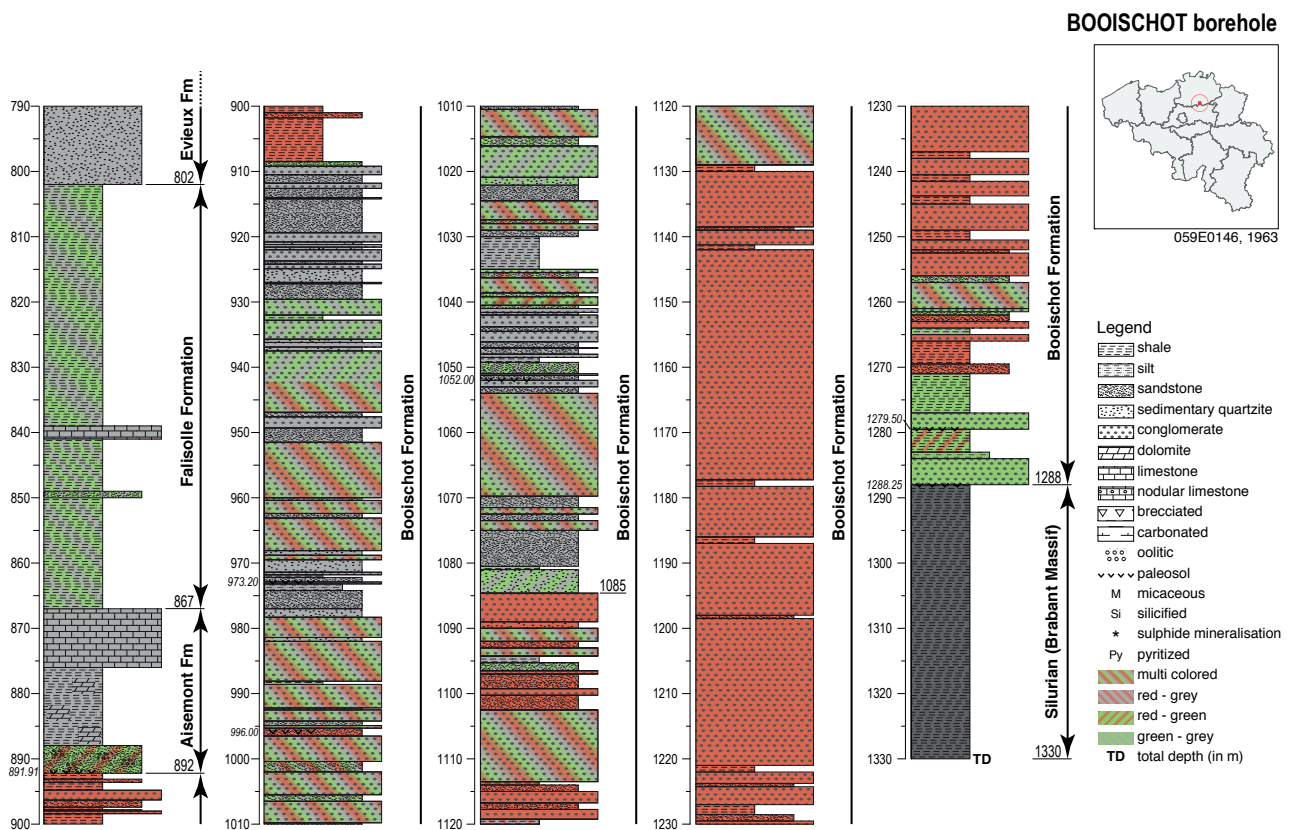 BOOISCHOT borehole
059E0146, 1963
790
800
810
820
830
840
850
860
870
880
890
891.91
900
Evieux Fm
802
Falisolle Formation
867
Aisemont Fm
892
900
910
920
930
940
950
960
970
973.20
980
990
996.00
1000
1010
Booischot Formation
1010
1020
1030
1040
1050
1052.00
1060
1070
1080
1085
1090
1100
1110
1120
Booischot Formation
1120
1130
1140
1150
1160
1170
1180
1190
1200
1210
1220
1230
Booischot Formation
1230
1240
1250
1260
1270
1279.50
1280
1288.25
1290
1300
1310
1320
1330
TD
Booischot Formation
1288
Silurian (Brabant Massif)
1330
Legend
shale
silt
sandstone
sedimentary quartzite
conglomerate
dolomite
limestone
nodular limestone
brecciated
carbonated
oolitic
paleosol
M micaceous
Si silicified
* sulphide mineralisation
Py pyritized
multi colored
red - grey
red - green
green - grey
TD total depth (in m)